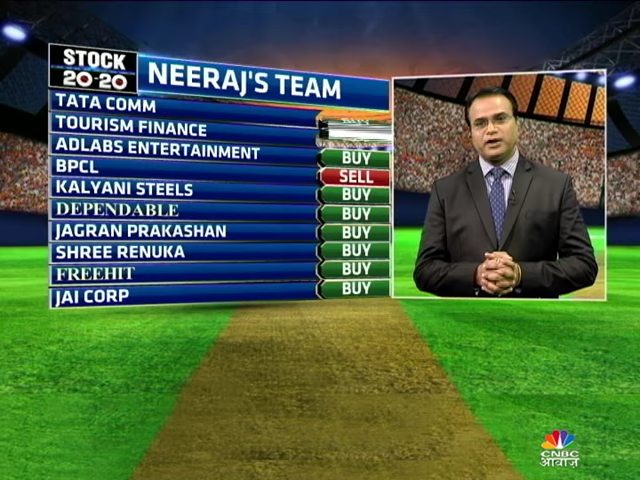 STOCK
20-20
NEERAJ'S TEAM
TATA COMM
TOURISM FINANCE
ADLABS ENTERTAINMENT BUY
BPCL SELL
KALYANI STEELS BUY
DEPENDABLE BUY
JAGRAN PRAKASHAN BUY
SHREE RENUKA BUY
FREEHIT BUY
JAI CORP BUY
CNBC
आवाज़